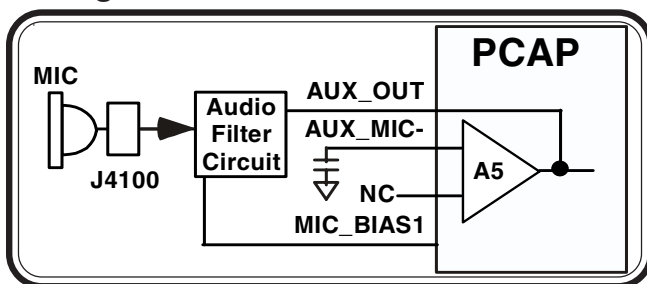 PCAP
MIC
AUX_OUT
Audio
Filter
Circuit
AUX_MIC-
A5
J4100
NC
MIC_BIAS1